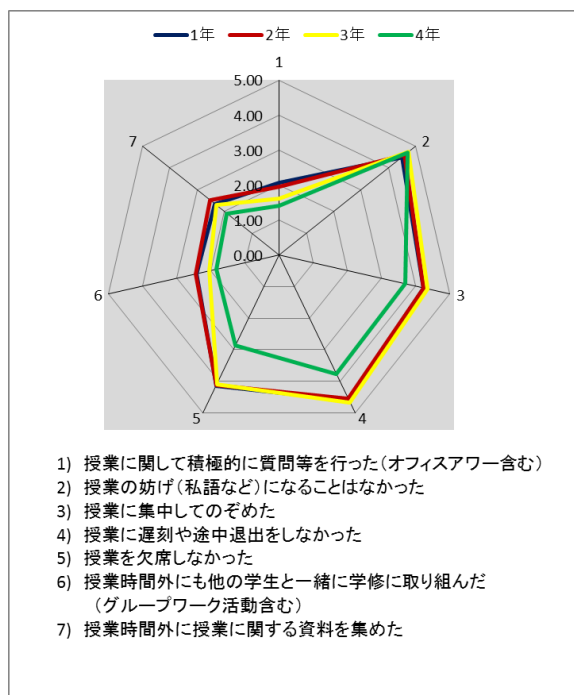 1年 2年 3年 4年
1
5.00
4.00
3.00
2.00
1.00
0.00
2
3
4
5
6
7
1) 授業に関して積極的に質問等を行った(オフィスアワー含む)
2) 授業の妨げ(私語など)になることはなかった
3) 授業に集中してのぞめた
4) 授業に遅刻や途中退出をしなかった
5) 授業を欠席しなかった
6) 授業時間外にも他の学生と一緒に学修に取り組んだ
(グループワーク活動含む)
7) 授業時間外に授業に関する資料を集めた